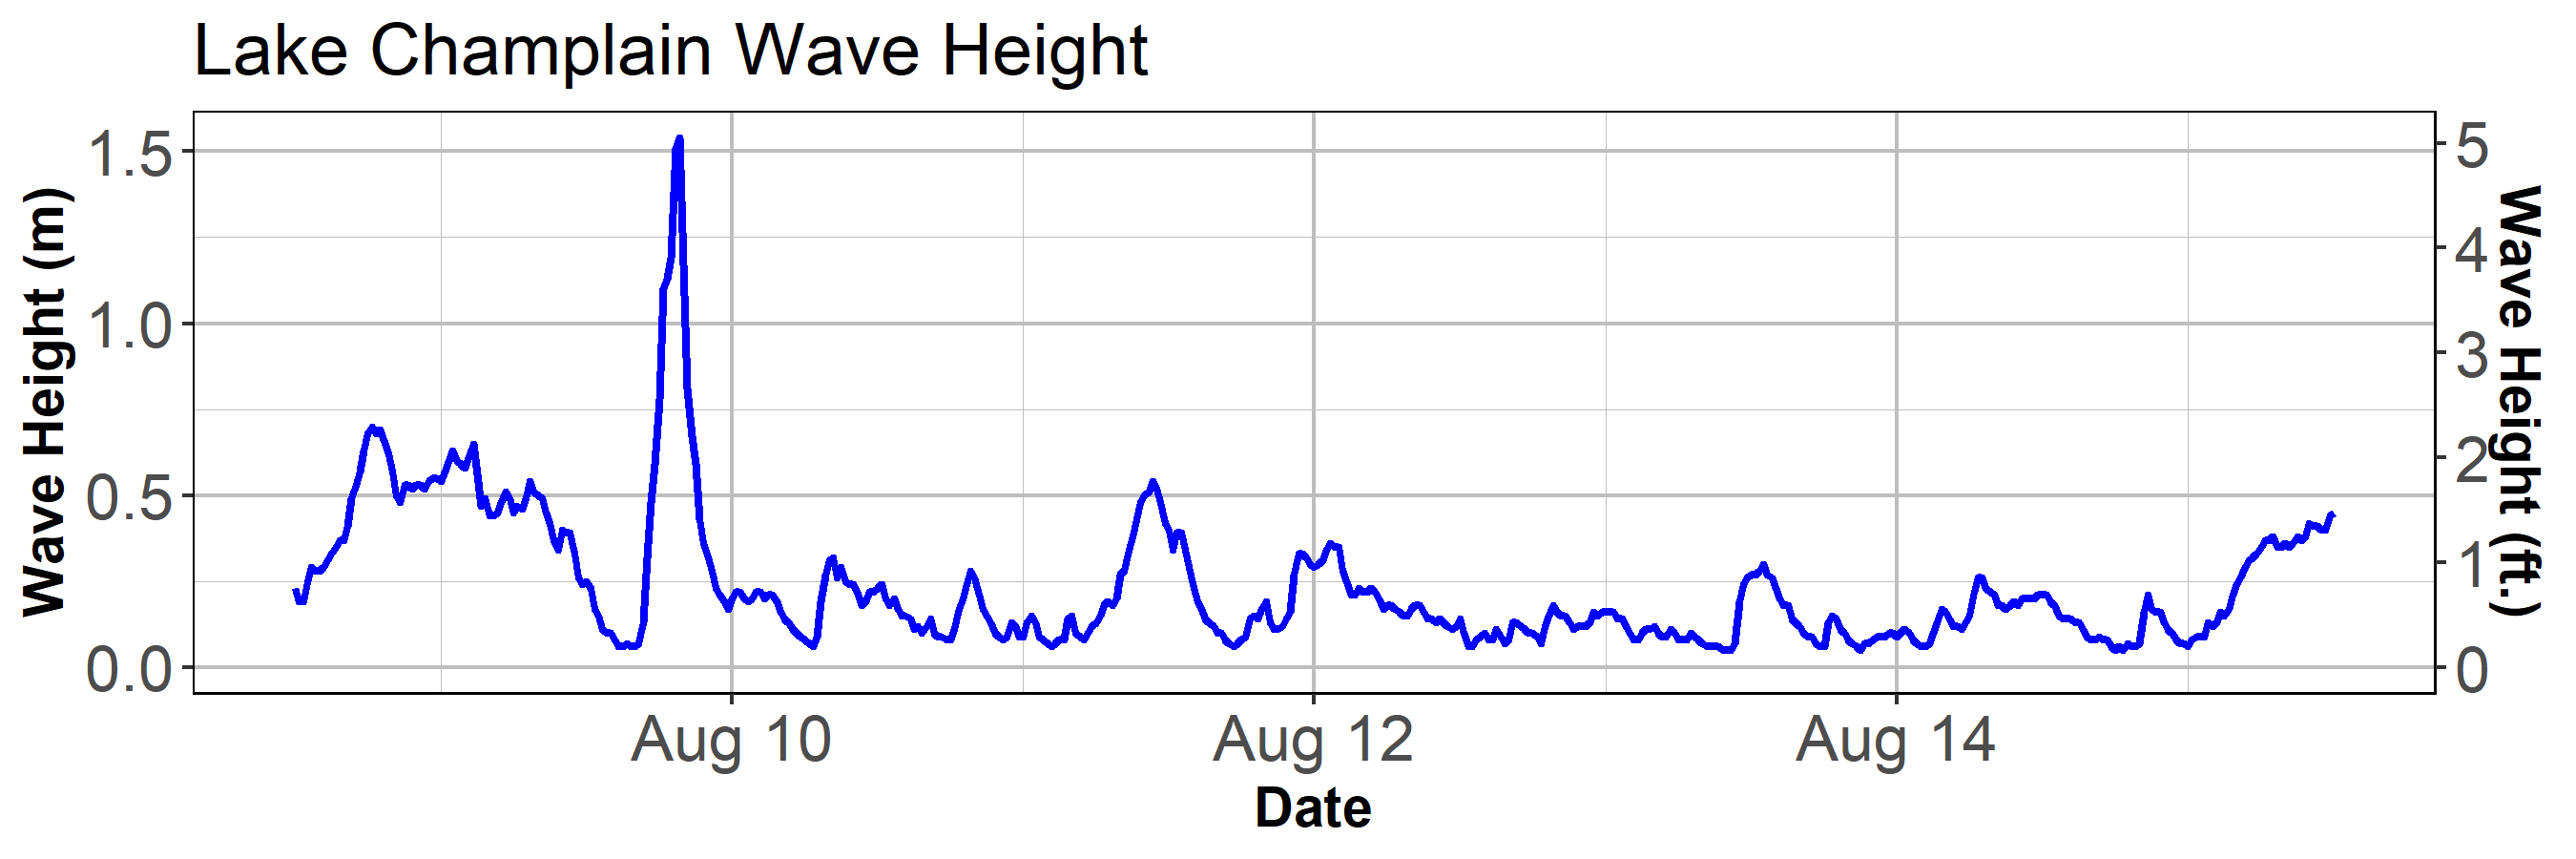 Lake Champlain Wave Height
Wave Height (m)
1.5
1.0
0.5
0.0
5
4
3
2
1
0
Wave Height (ft.)
Aug 10
Aug 12
Aug 14
Date